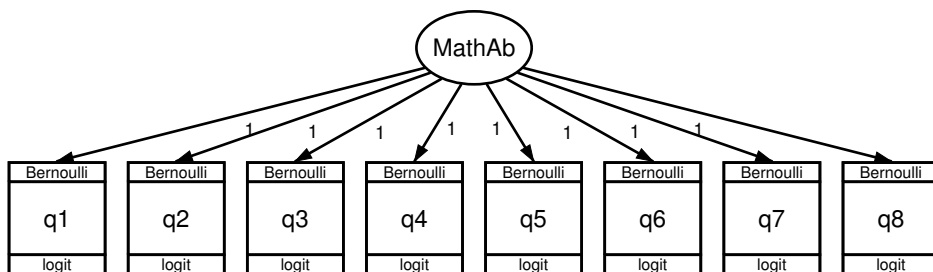 MathAb
1 1 1 1 1 1 1 1
Bernoulli Bernoulli Bernoulli Bernoulli Bernoulli Bernoulli Bernoulli Bernoulli
q1 q2 q3 q4 q5 q6 q7 q8
logit logit logit logit logit logit logit logit